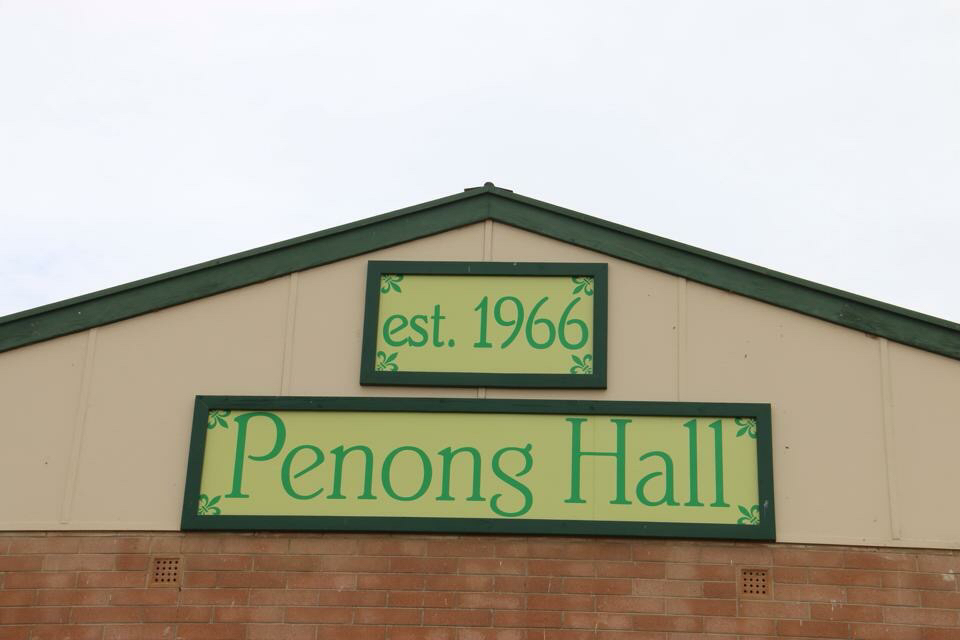 est. 1966
Penong Hall